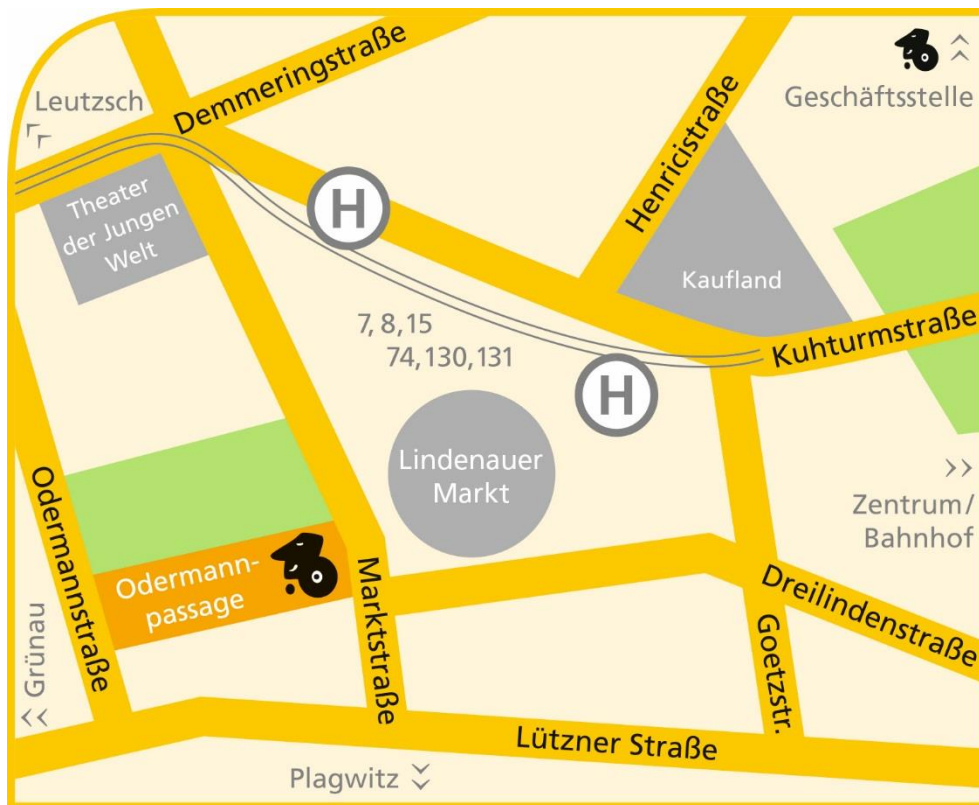 Leutzsch
Demmeringstraße
Geschäftsstelle
Henricistraße
Theater
der Jungen
Welt
H
Kaufland
7, 8,15
74,130,131
Kuhturmstraße
H
Lindenauer
Markt
Zentrum/
Bahnhof
Odermannstraße
Odermann-
passage
Marktstraße
Dreilindenstraße
Goetzstr.
Grünau
Lützner Straße
Plagwitz